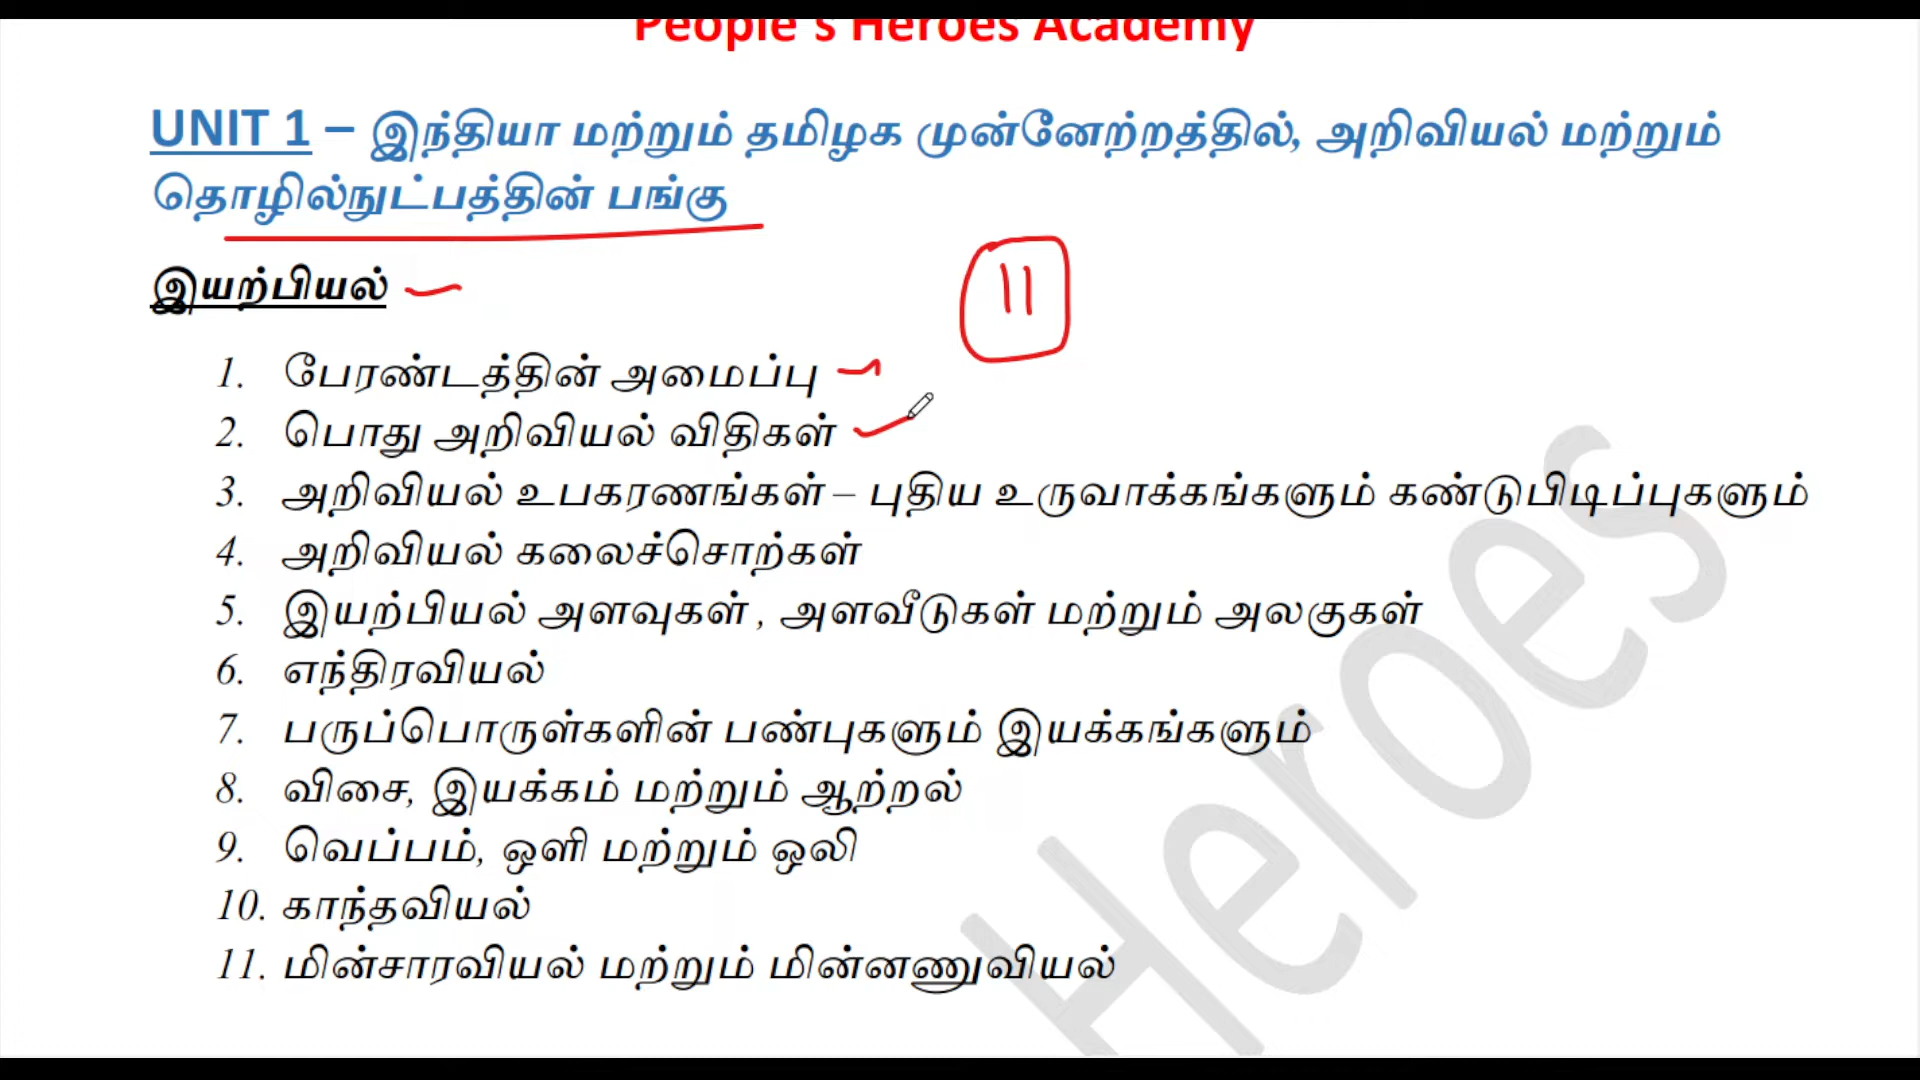 People's Heroes Academy
UNIT 1 – இந்தியா மற்றும் தமிழக முன்னேற்றத்தில், அறிவியல் மற்றும்
தொழில்நுட்பத்தின் பங்கு
இயற்பியல்
11
1. பேரண்டத்தின் அமைப்பு
2. பொது அறிவியல் விதிகள்
3. அறிவியல் உபகரணங்கள் – புதிய உருவாக்கங்களும் கண்டுபிடிப்புகளும்
4. அறிவியல் கலைச்சொற்கள்
5. இயற்பியல் அளவுகள் , அளவீடுகள் மற்றும் அலகுகள்
6. எந்திரவியல்
7. பருப்பொருள்களின் பண்புகளும் இயக்கங்களும்
8. விசை, இயக்கம் மற்றும் ஆற்றல்
9. வெப்பம், ஒளி மற்றும் ஒலி
10. காந்தவியல்
11. மின்சாரவியல் மற்றும் மின்னணுவியல்
Heroes